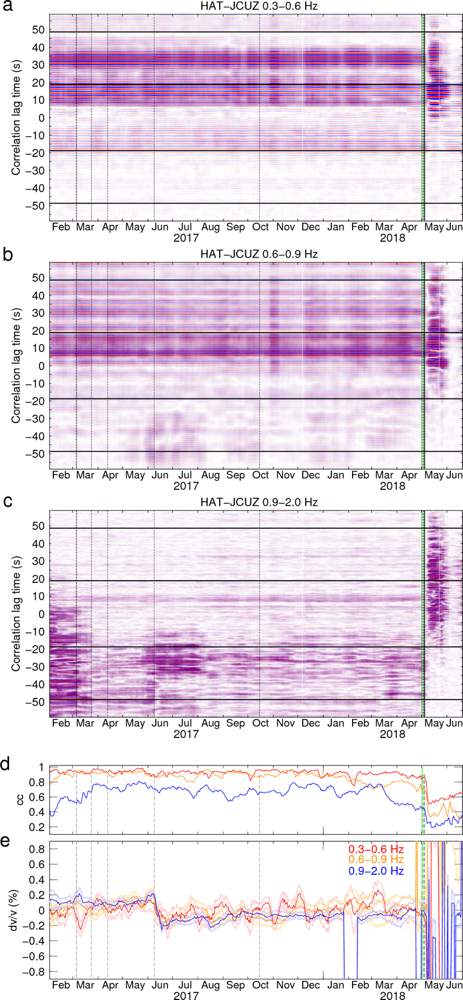 a
HAT−JCUZ 0.3−0.6 Hz
Correlation lag time (s)
50
40
30
20
10
0
−10
−20
−30
−40
−50
Feb Mar Apr May Jun Jul Aug Sep Oct Nov Dec Jan Feb Mar Apr May Jun
2017 2018
b
HAT−JCUZ 0.6−0.9 Hz
Correlation lag time (s)
50
40
30
20
10
0
−10
−20
−30
−40
−50
Feb Mar Apr May Jun Jul Aug Sep Oct Nov Dec Jan Feb Mar Apr May Jun
2017 2018
c
HAT−JCUZ 0.9−2.0 Hz
Correlation lag time (s)
50
40
30
20
10
0
−10
−20
−30
−40
−50
Feb Mar Apr May Jun Jul Aug Sep Oct Nov Dec Jan Feb Mar Apr May Jun
2017 2018
d
cc
1
0.8
0.6
0.4
0.2
e
dv/v (%)
0.8
0.6
0.4
0.2
0
−0.2
−0.4
−0.6
−0.8
0.3−0.6 Hz
0.6−0.9 Hz
0.9−2.0 Hz
Feb Mar Apr May Jun Jul Aug Sep Oct Nov Dec Jan Feb Mar Apr May Jun
2017 2018